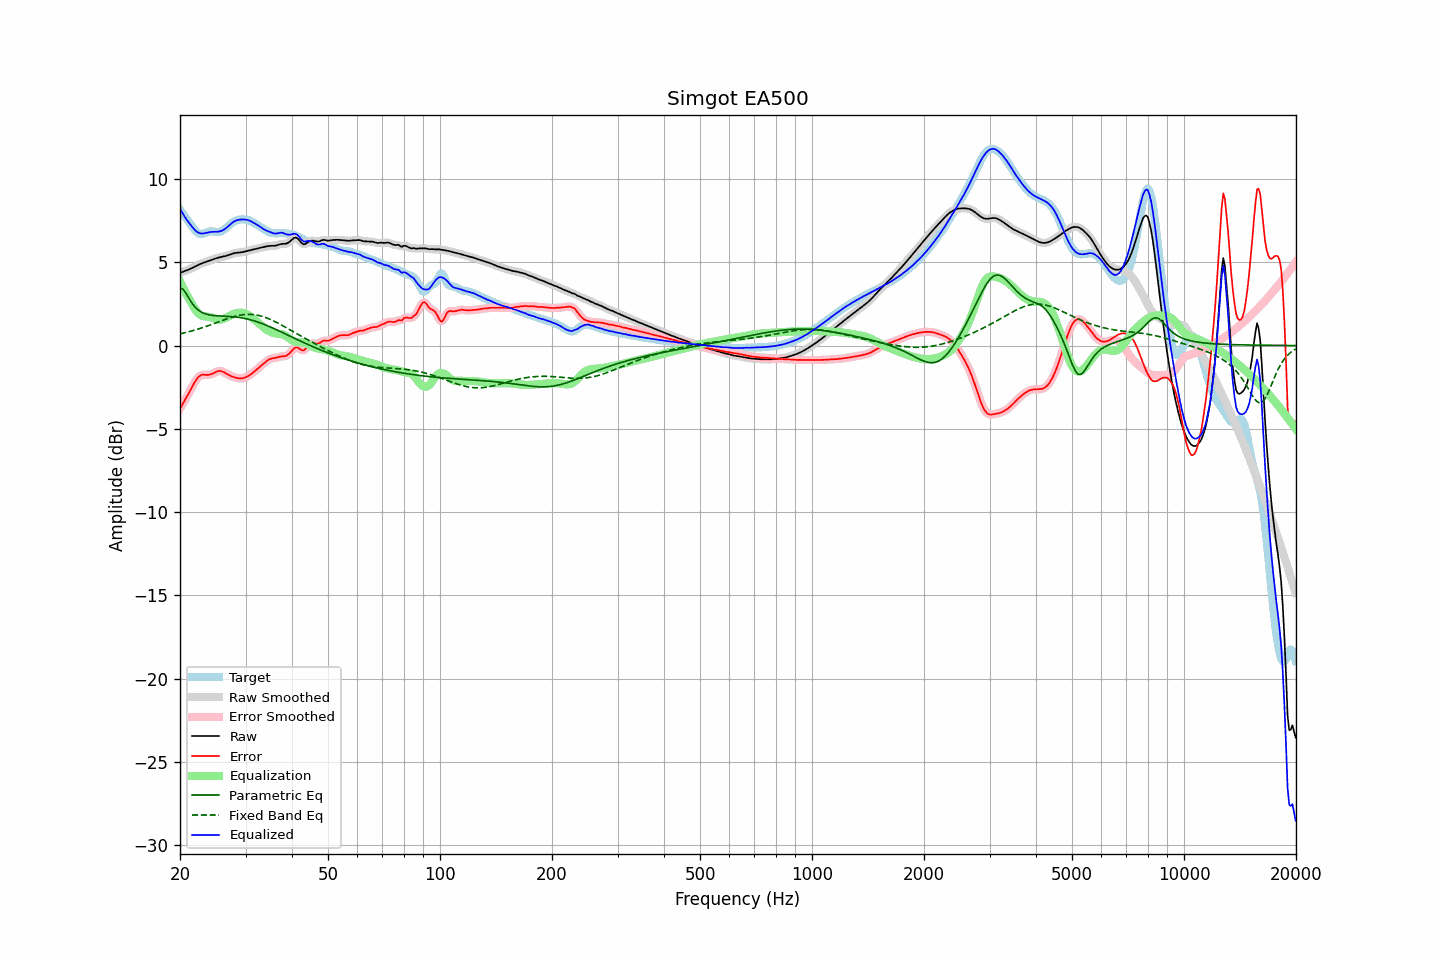 Simgot EA500
Amplitude (dBr)
10
5
0
−5
−10
−15
−20
−25
−30
Target
Raw Smoothed
Error Smoothed
Raw
Error
Equalization
Parametric Eq
Fixed Band Eq
Equalized
20 50 100 200 500 1000 2000 5000 10000 20000
Frequency (Hz)